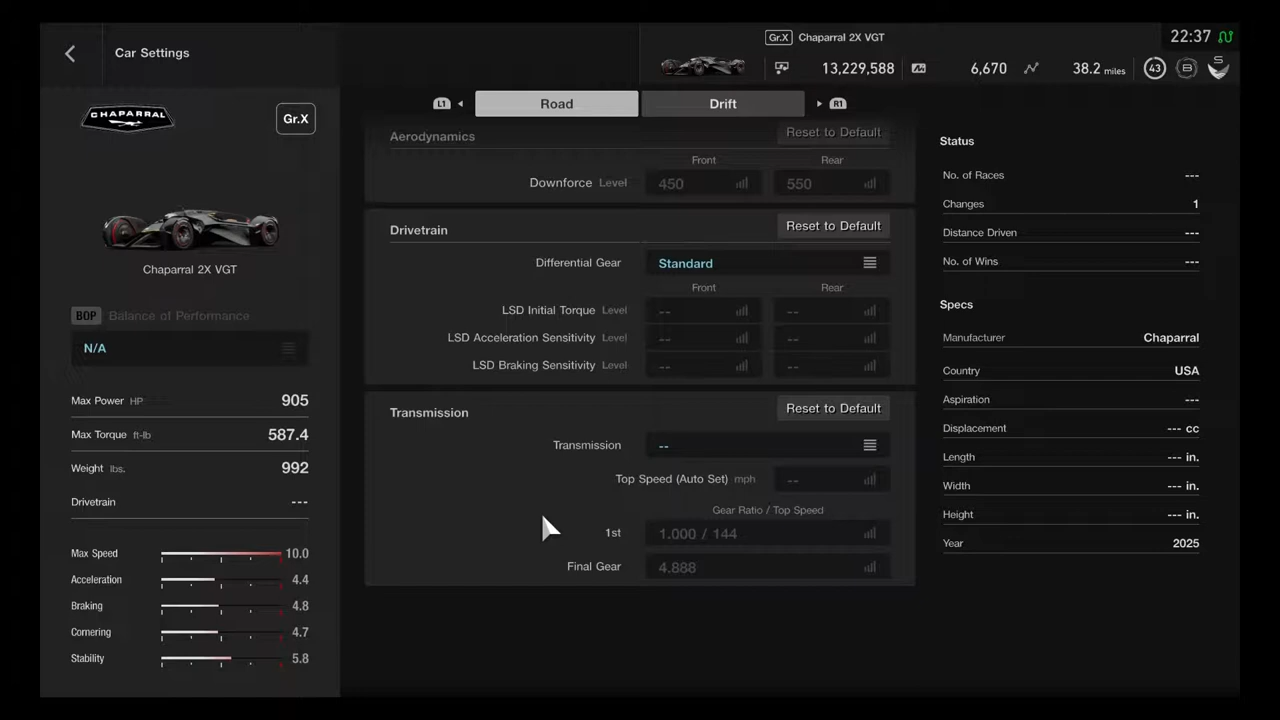 Car Settings
Gr.X Chaparral 2X VGT
22:37
13,229,588 6,670 38.2 miles 43 B S
CHAPARRAL
Gr.X
Chaparral 2X VGT
BOP Balance of Performance
N/A
Max Power HP 905
Max Torque ft-lb 587.4
Weight lbs. 992
Drivetrain ---
Max Speed 10.0
Acceleration 4.4
Braking 4.8
Cornering 4.7
Stability 5.8
L1 Road Drift R1
Aerodynamics Reset to Default
Front Rear
Downforce Level 450 550
Drivetrain Reset to Default
Differential Gear Standard
Front Rear
LSD Initial Torque Level -- --
LSD Acceleration Sensitivity Level -- --
LSD Braking Sensitivity Level -- --
Transmission Reset to Default
Transmission --
Top Speed (Auto Set) mph --
Gear Ratio / Top Speed
1st 1.000 / 144
Final Gear 4.888
Status
No. of Races ---
Changes 1
Distance Driven ---
No. of Wins ---
Specs
Manufacturer Chaparral
Country USA
Aspiration ---
Displacement --- cc
Length --- in.
Width --- in.
Height --- in.
Year 2025